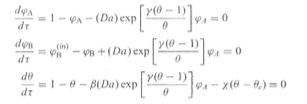 dφ_A/dτ = 1 − φ_A − (Da) exp[γ(θ − 1)/θ] φ_A = 0
dφ_B/dτ = φ_B^(in) − φ_B + (Da) exp[γ(θ − 1)/θ] φ_A = 0
dθ/dτ = 1 − θ − β(Da) exp[γ(θ − 1)/θ] φ_A − χ(θ − θ_c) = 0